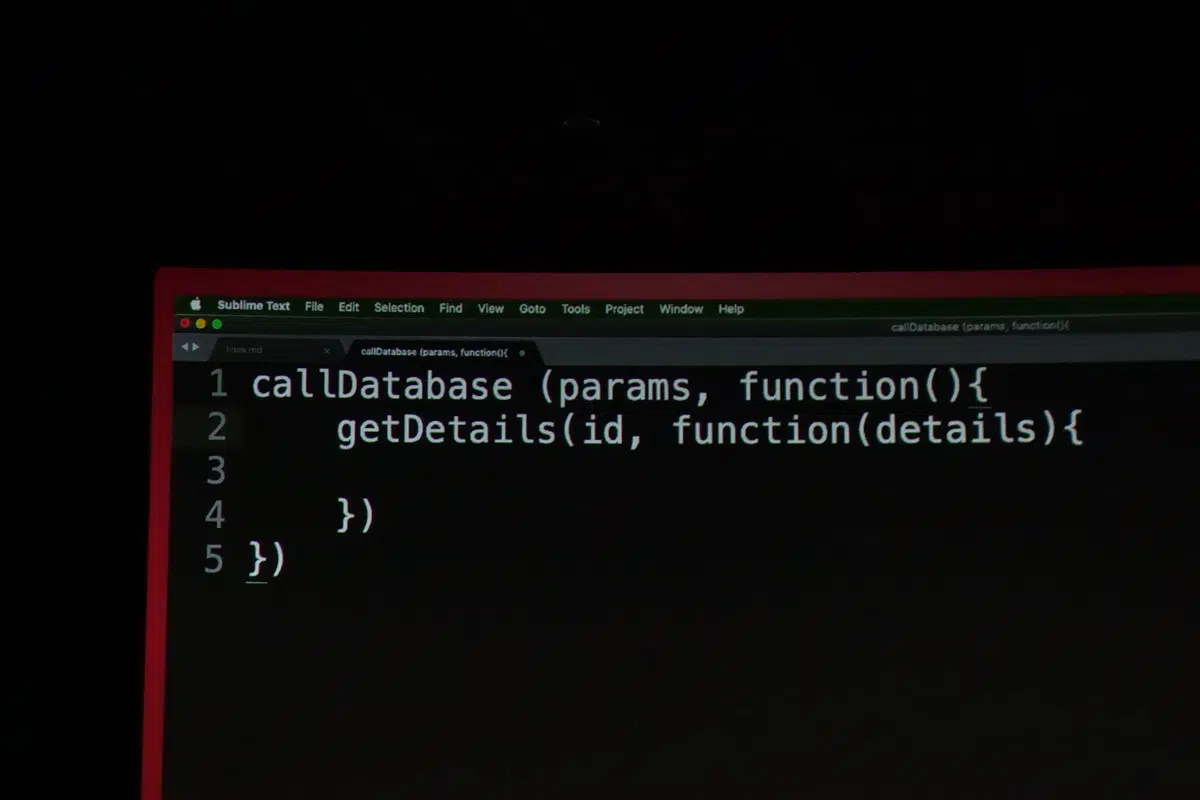 Sublime Text File Edit Selection Find View Goto Tools Project Window Help
callDatabase (params, function(){
callDatabase (params, function(){
1 callDatabase (params, function(){
2     getDetails(id, function(details){
3
4     })
5 })